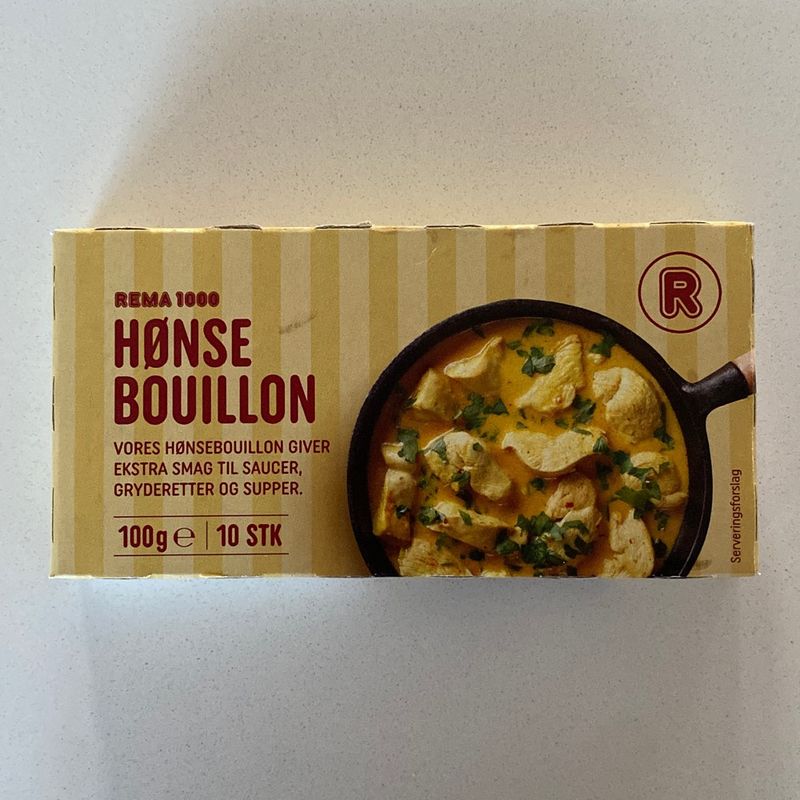 REMA 1000
HØNSE
BOUILLON
VORES HØNSEBOUILLON GIVER
EKSTRA SMAG TIL SAUCER,
GRYDERETTER OG SUPPER.
100g ℮ | 10 STK
R
Serveringsforslag